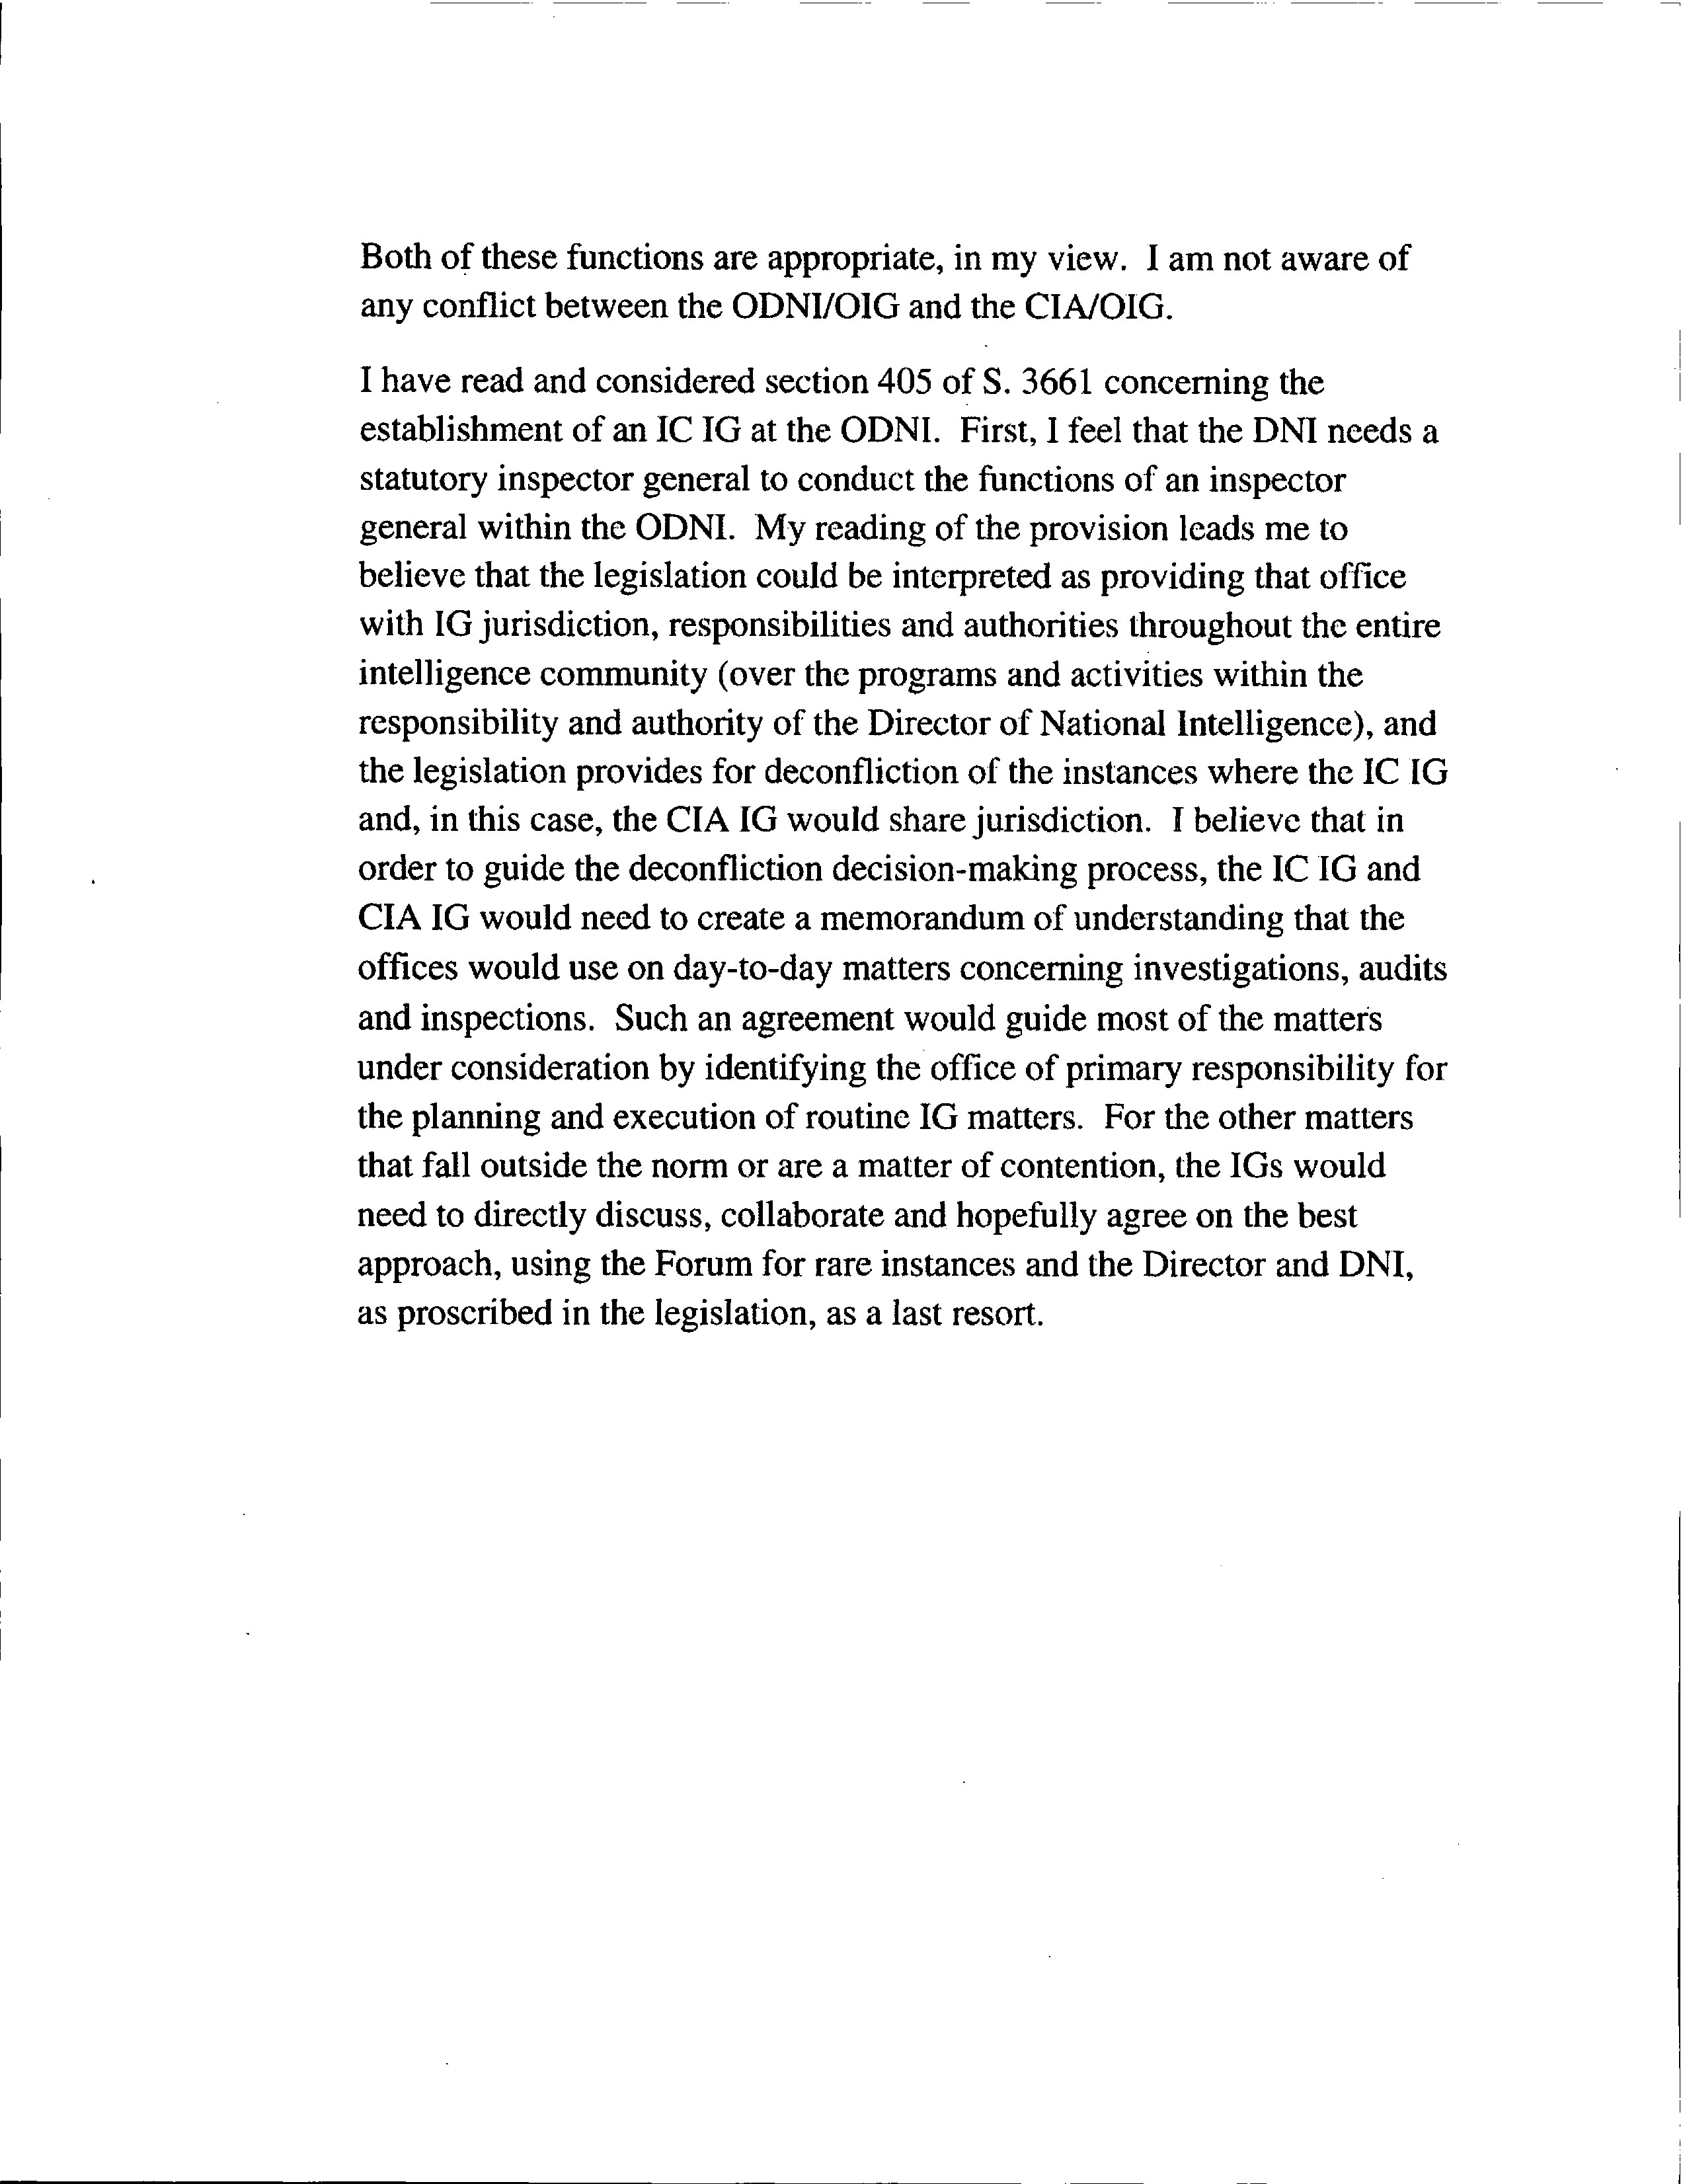 Both of these functions are appropriate, in my view. I am not aware of
any conflict between the ODNI/OIG and the CIA/OIG.
I have read and considered section 405 of S. 3661 concerning the
establishment of an IC IG at the ODNI. First, I feel that the DNI needs a
statutory inspector general to conduct the functions of an inspector
general within the ODNI. My reading of the provision leads me to
believe that the legislation could be interpreted as providing that office
with IG jurisdiction, responsibilities and authorities throughout the entire
intelligence community (over the programs and activities within the
responsibility and authority of the Director of National Intelligence), and
the legislation provides for deconfliction of the instances where the IC IG
and, in this case, the CIA IG would share jurisdiction. I believe that in
order to guide the deconfliction decision-making process, the IC IG and
CIA IG would need to create a memorandum of understanding that the
offices would use on day-to-day matters concerning investigations, audits
and inspections. Such an agreement would guide most of the matters
under consideration by identifying the office of primary responsibility for
the planning and execution of routine IG matters. For the other matters
that fall outside the norm or are a matter of contention, the IGs would
need to directly discuss, collaborate and hopefully agree on the best
approach, using the Forum for rare instances and the Director and DNI,
as proscribed in the legislation, as a last resort.